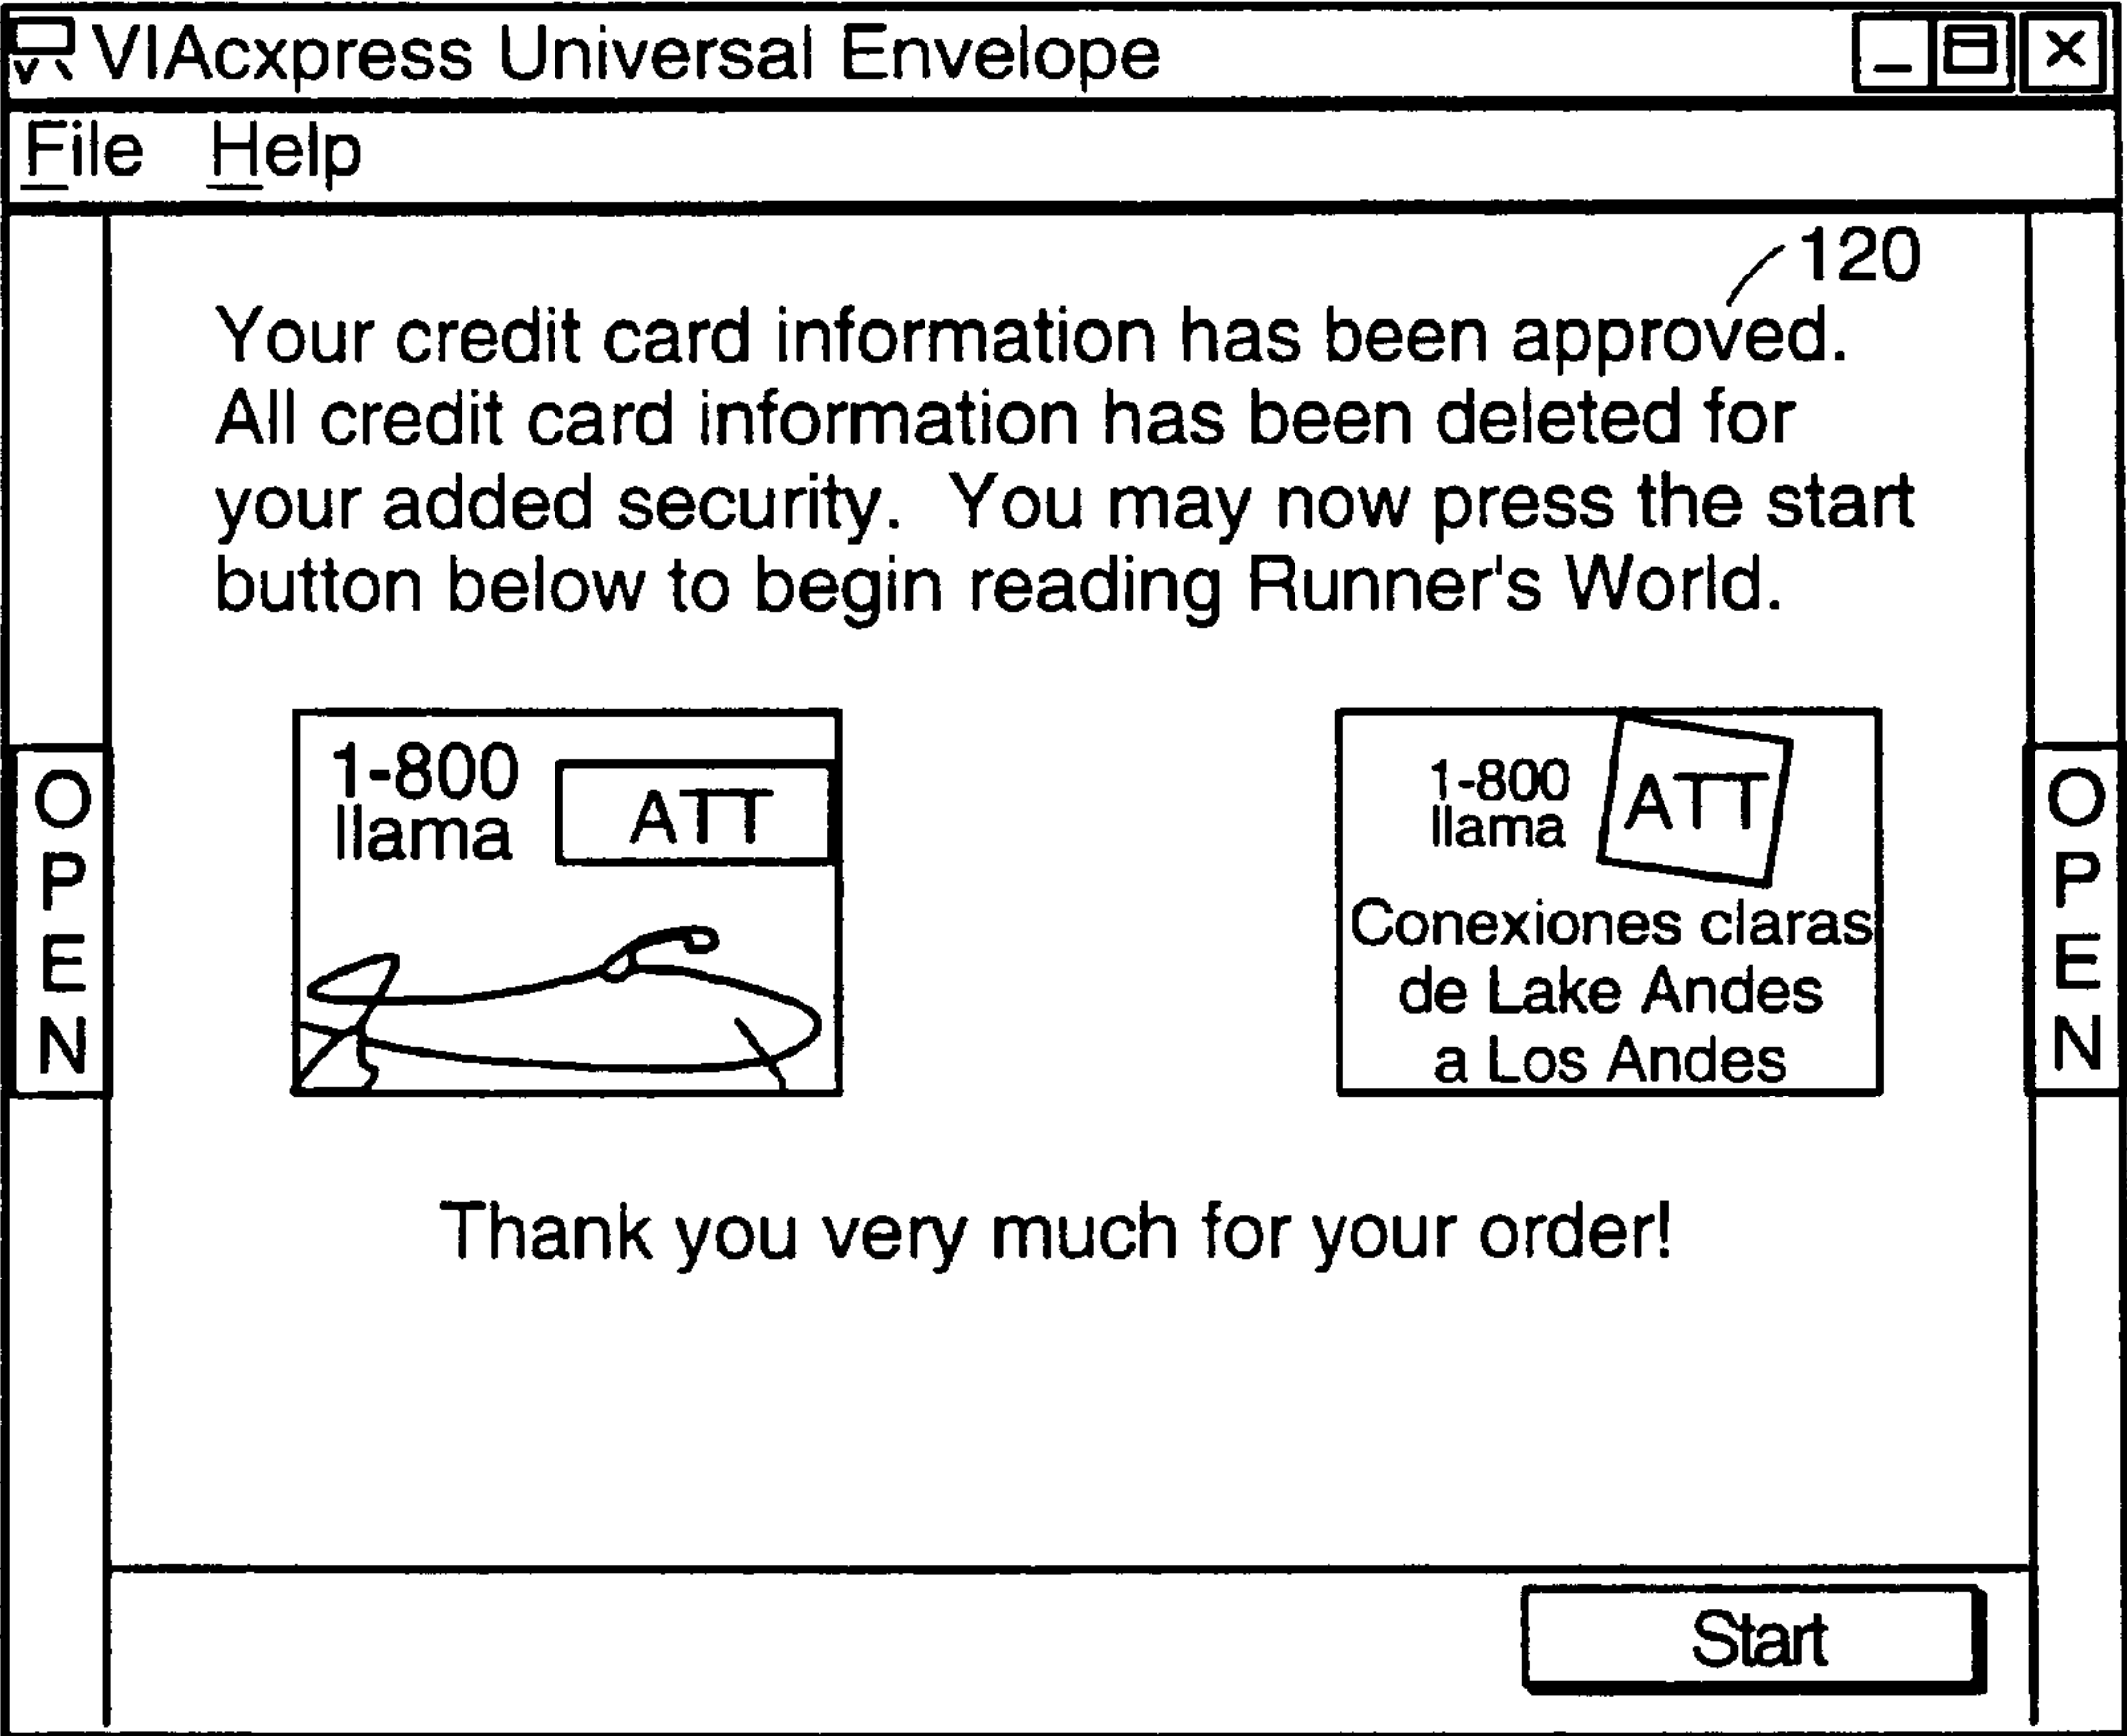 VIAcxpress Universal Envelope
File Help
120
Your credit card information has been approved.
All credit card information has been deleted for
your added security. You may now press the start
button below to begin reading Runner's World.
OPEN
1-800
llama
ATT
1-800
llama
ATT
Conexiones claras
de Lake Andes
a Los Andes
OPEN
Thank you very much for your order!
Start